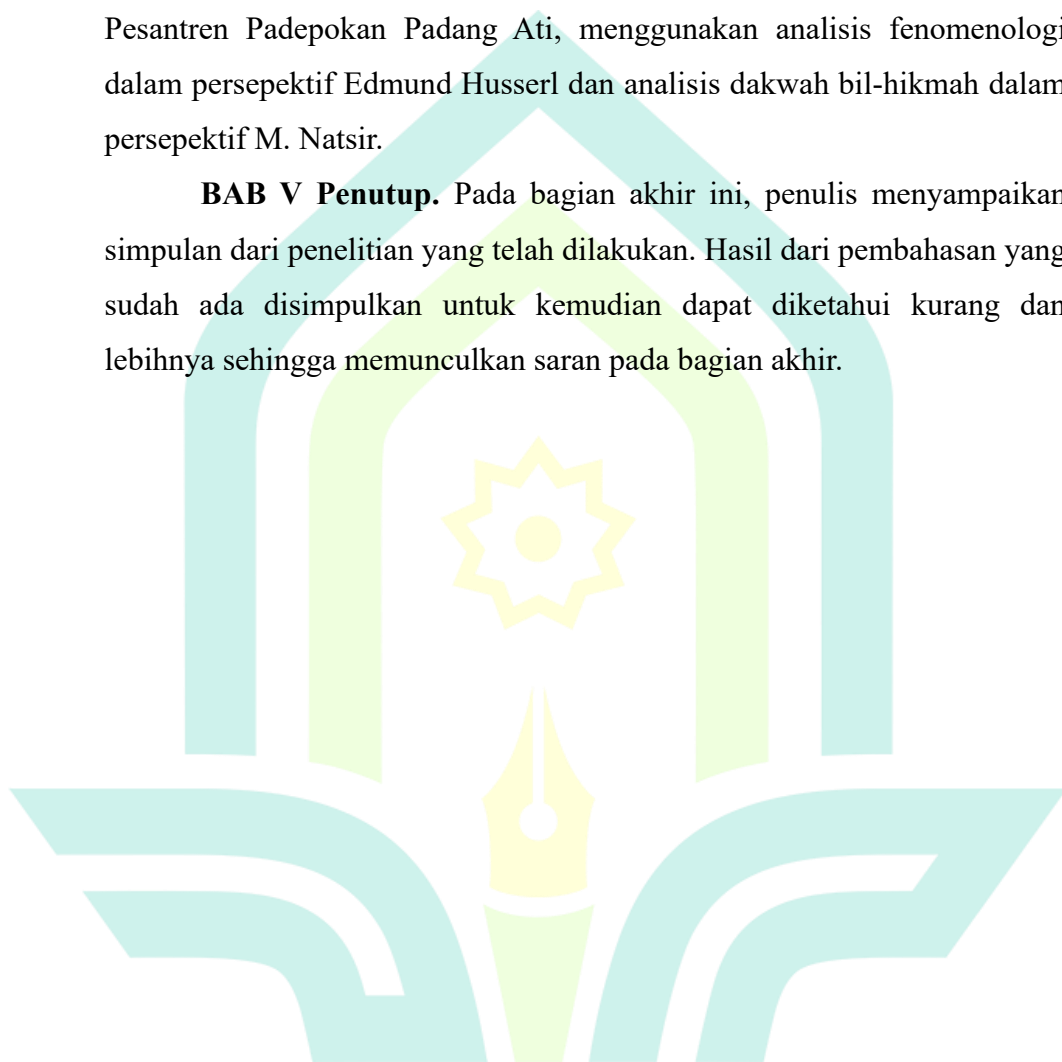 Pesantren Padepokan Padang Ati, menggunakan analisis fenomenologi
dalam persepektif Edmund Husserl dan analisis dakwah bil-hikmah dalam
persepektif M. Natsir.
BAB V Penutup. Pada bagian akhir ini, penulis menyampaikan
simpulan dari penelitian yang telah dilakukan. Hasil dari pembahasan yang
sudah ada disimpulkan untuk kemudian dapat diketahui kurang dan
lebihnya sehingga memunculkan saran pada bagian akhir.